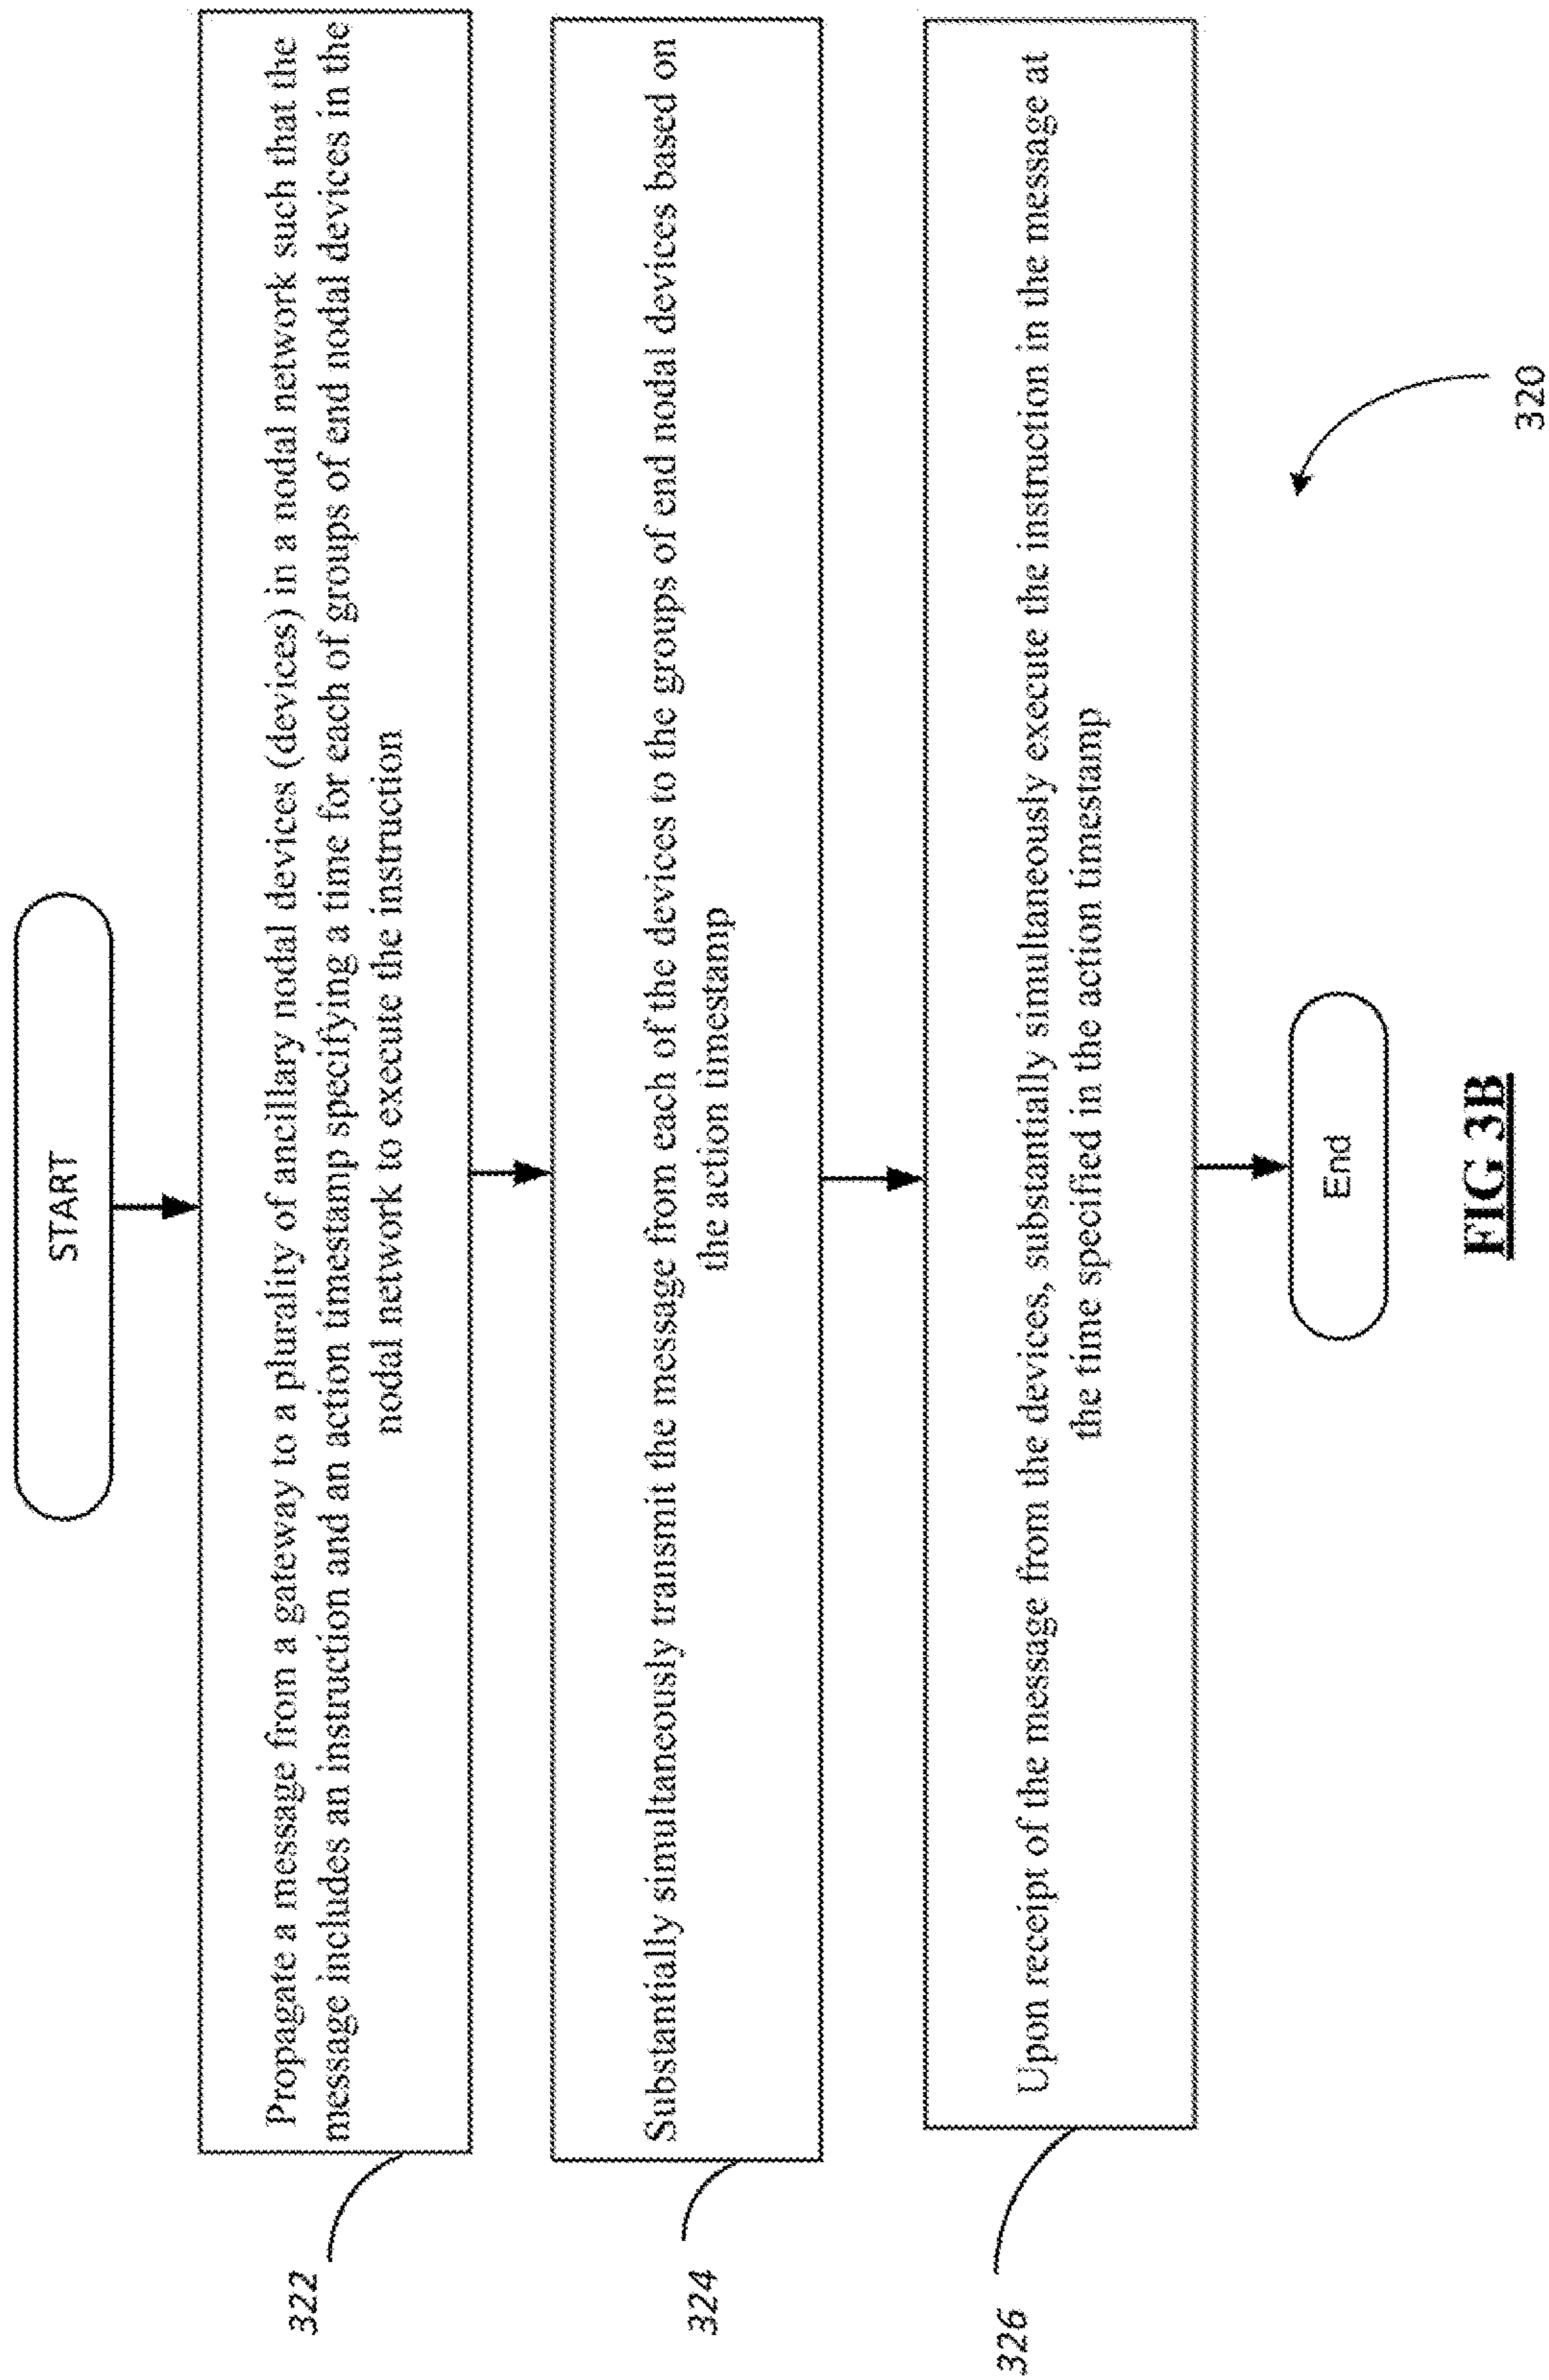 START
Propagate a message from a gateway to a plurality of ancillary nodal devices (devices) in a nodal network such that the
message includes an instruction and an action timestamp specifying a time for each of groups of end nodal devices in the
nodal network to execute the instruction
322
Substantially simultaneously transmit the message from each of the devices to the groups of end nodal devices based on
the action timestamp
324
Upon receipt of the message from the devices, substantially simultaneously execute the instruction in the message at
the time specified in the action timestamp
326
End
320
FIG 3B